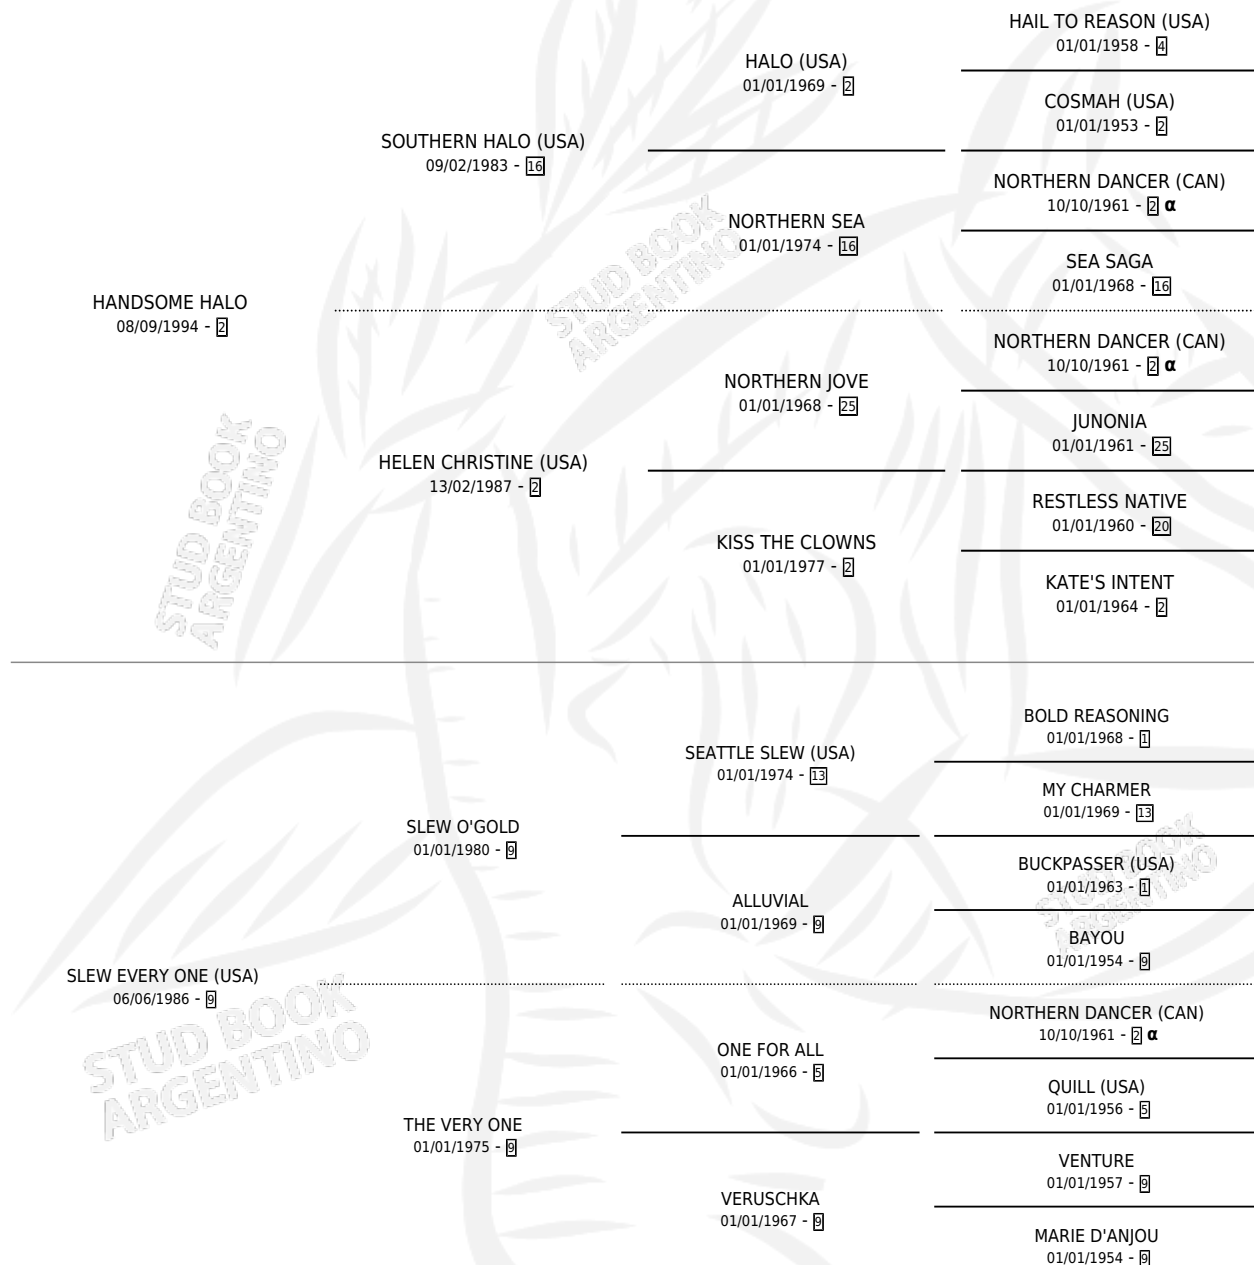 HAIL TO REASON (USA)
01/01/1958 - 4
HALO (USA)
01/01/1969 - 2
COSMAH (USA)
01/01/1953 - 2
SOUTHERN HALO (USA)
09/02/1983 - 16
NORTHERN DANCER (CAN)
10/10/1961 - 2 α
NORTHERN SEA
01/01/1974 - 16
SEA SAGA
01/01/1968 - 16
HANDSOME HALO
08/09/1994 - 2
NORTHERN DANCER (CAN)
10/10/1961 - 2 α
NORTHERN JOVE
01/01/1968 - 25
JUNONIA
01/01/1961 - 25
HELEN CHRISTINE (USA)
13/02/1987 - 2
RESTLESS NATIVE
01/01/1960 - 20
KISS THE CLOWNS
01/01/1977 - 2
KATE'S INTENT
01/01/1964 - 2
BOLD REASONING
01/01/1968 - 1
SEATTLE SLEW (USA)
01/01/1974 - 13
MY CHARMER
01/01/1969 - 13
SLEW O'GOLD
01/01/1980 - 9
BUCKPASSER (USA)
01/01/1963 - 1
ALLUVIAL
01/01/1969 - 9
BAYOU
01/01/1954 - 9
SLEW EVERY ONE (USA)
06/06/1986 - 9
NORTHERN DANCER (CAN)
10/10/1961 - 2 α
ONE FOR ALL
01/01/1966 - 5
QUILL (USA)
01/01/1956 - 5
THE VERY ONE
01/01/1975 - 9
VENTURE
01/01/1957 - 9
VERUSCHKA
01/01/1967 - 9
MARIE D'ANJOU
01/01/1954 - 9
STUD BOOK
ARGENTINO
STUD BOOK
ARGENTINO
STUD BOOK
ARGENTINO
STUD BOOK
ARGENTINO